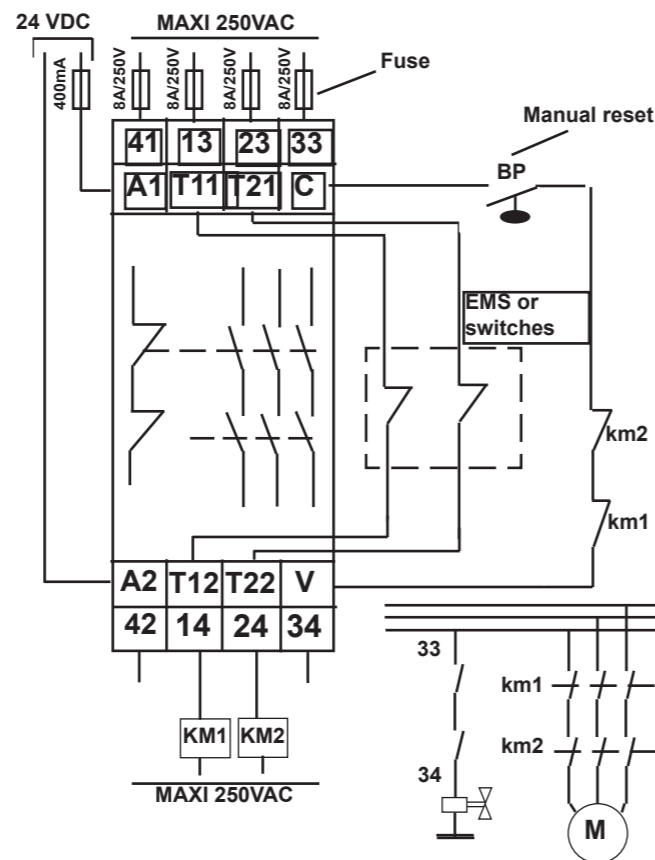 24 VDC
MAXI 250VAC
400mA
8A/250V
8A/250V
8A/250V
8A/250V
Fuse
Manual reset
41 13 23 33
A1 T11 T21 C
BP
EMS or
switches
km2
km1
A2 T12 T22 V
42 14 24 34
33
km1
KM1 KM2
km2
34
MAXI 250VAC
M